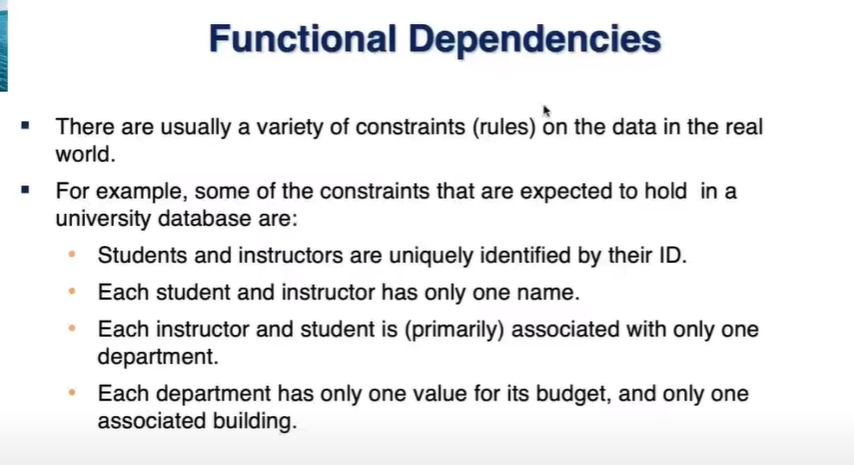 Functional Dependencies
▪ There are usually a variety of constraints (rules) on the data in the real
world.
▪ For example, some of the constraints that are expected to hold in a
university database are:
• Students and instructors are uniquely identified by their ID.
• Each student and instructor has only one name.
• Each instructor and student is (primarily) associated with only one
department.
• Each department has only one value for its budget, and only one
associated building.